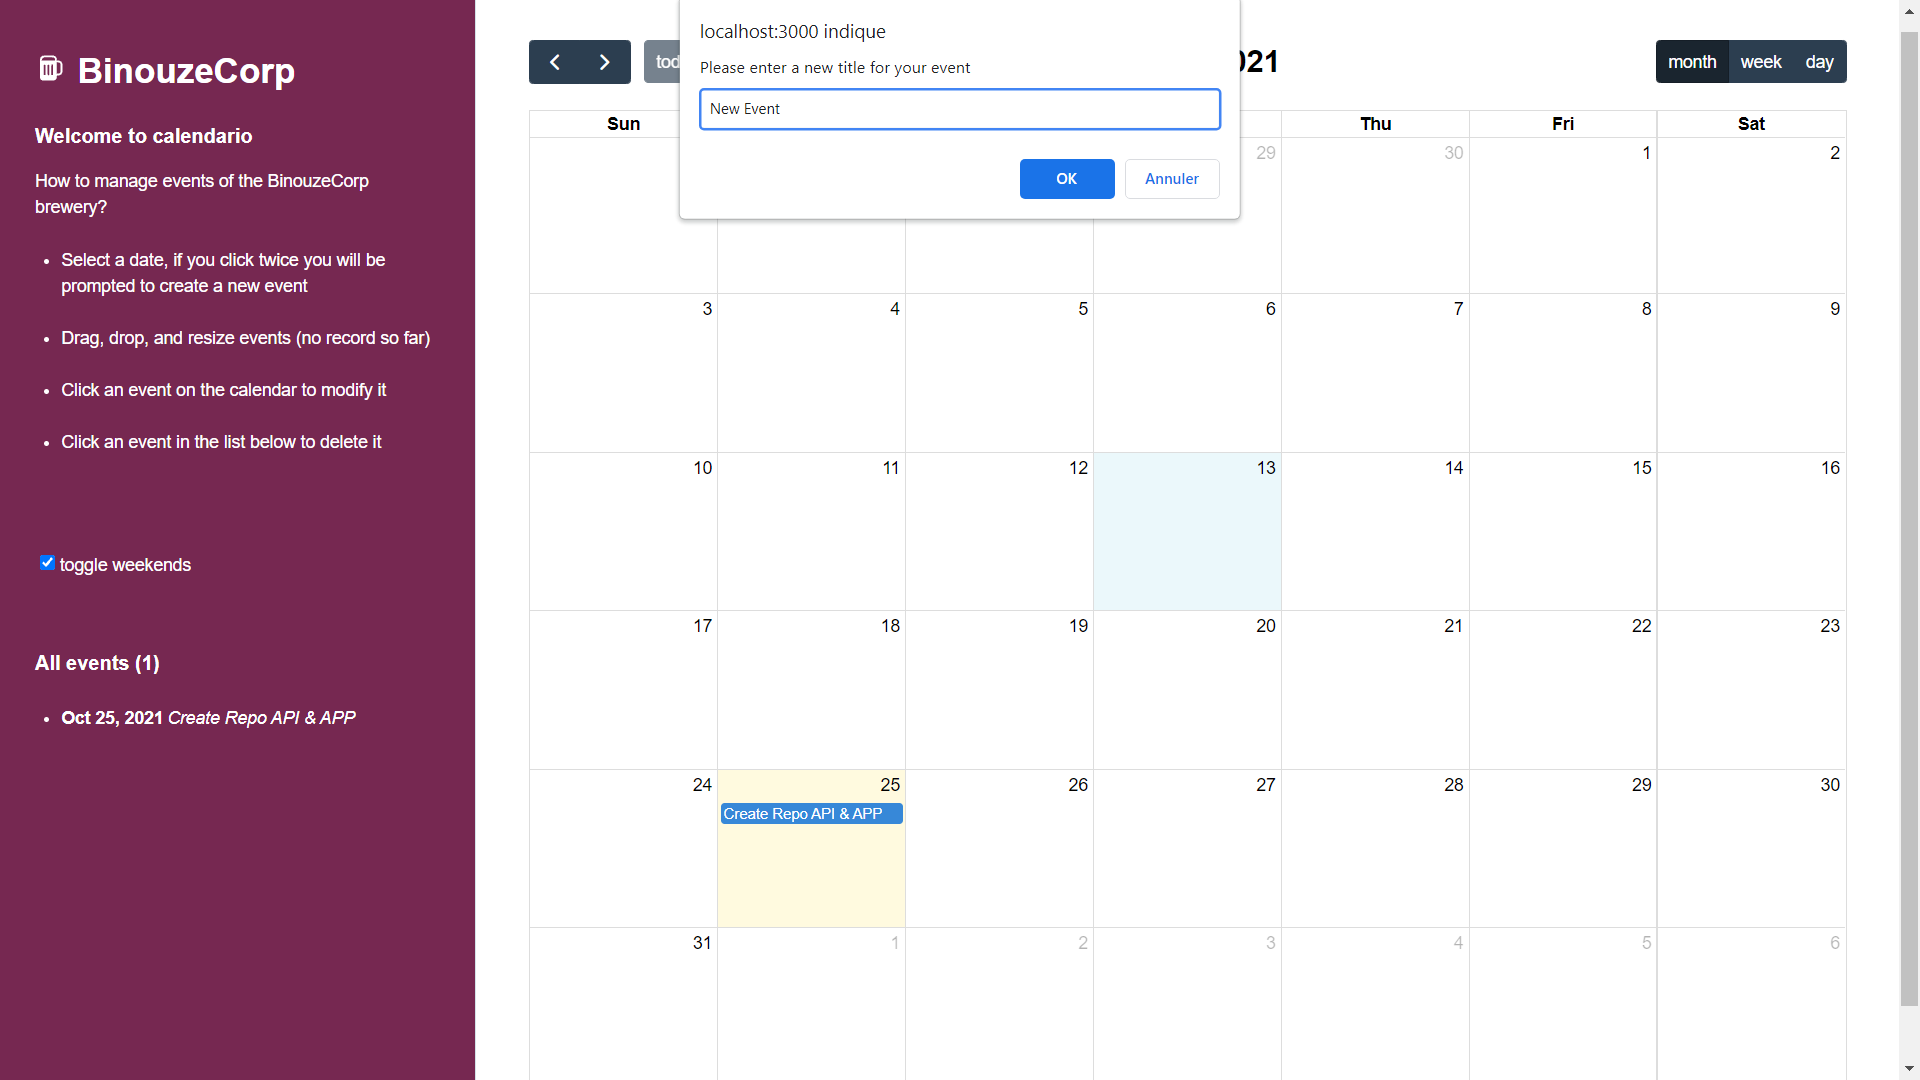 BinouzeCorp
Welcome to calendario
How to manage events of the BinouzeCorp
brewery?
Select a date, if you click twice you will be
prompted to create a new event
Drag, drop, and resize events (no record so far)
Click an event on the calendar to modify it
Click an event in the list below to delete it
toggle weekends
All events (1)
Oct 25, 2021 Create Repo API & APP
localhost:3000 indique
Please enter a new title for your event
New Event
OK Annuler
month week day
Sun Thu Fri Sat
29 30 1 2
3 4 5 6 7 8 9
10 11 12 13 14 15 16
17 18 19 20 21 22 23
24 25 26 27 28 29 30
Create Repo API & APP
31 1 2 3 4 5 6